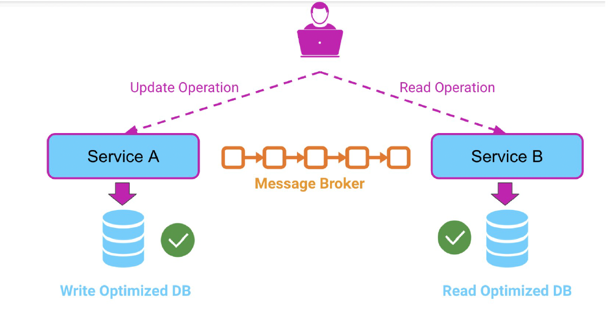 Update Operation
Read Operation
Service A
Service B
Message Broker
Write Optimized DB
Read Optimized DB